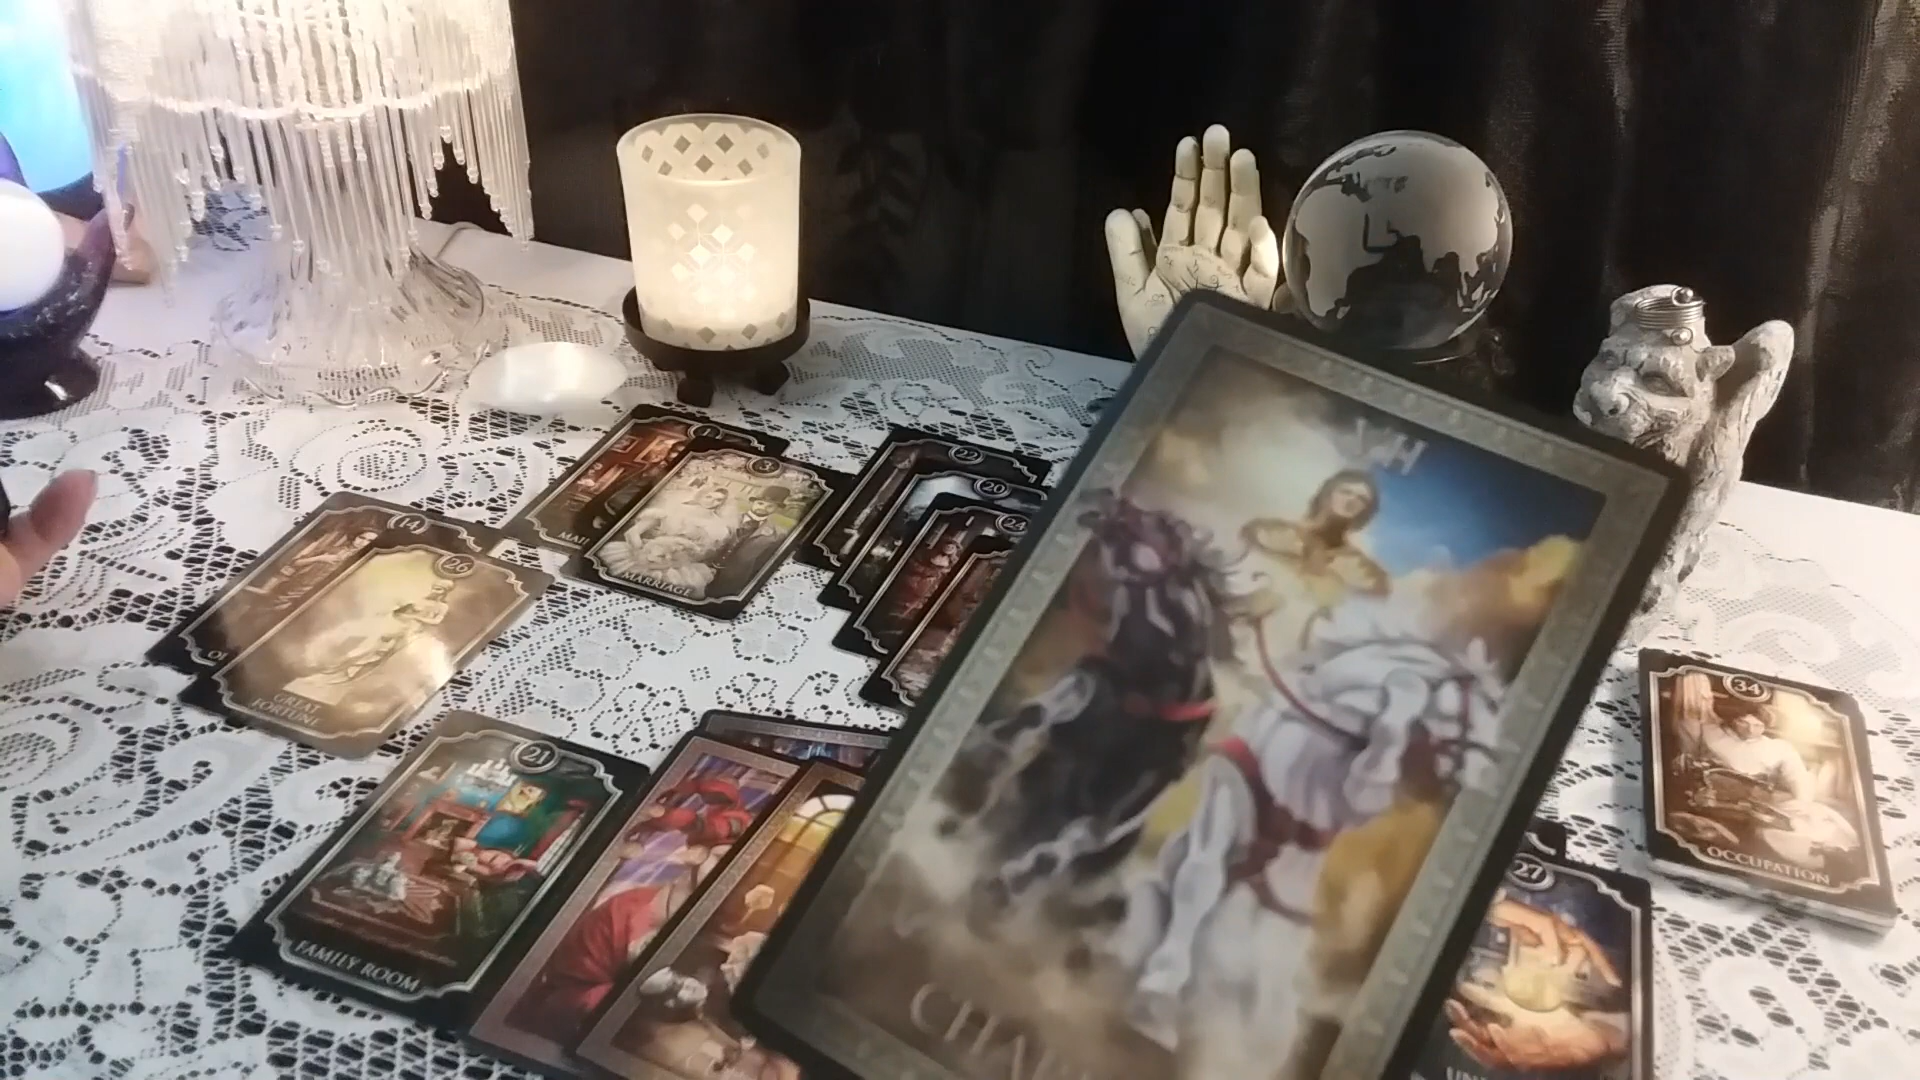 VII
1
3
MARRIAGE
22
20
24
14
26
GREAT
FORTUNE
21
FAMILY ROOM
27
34
OCCUPATION